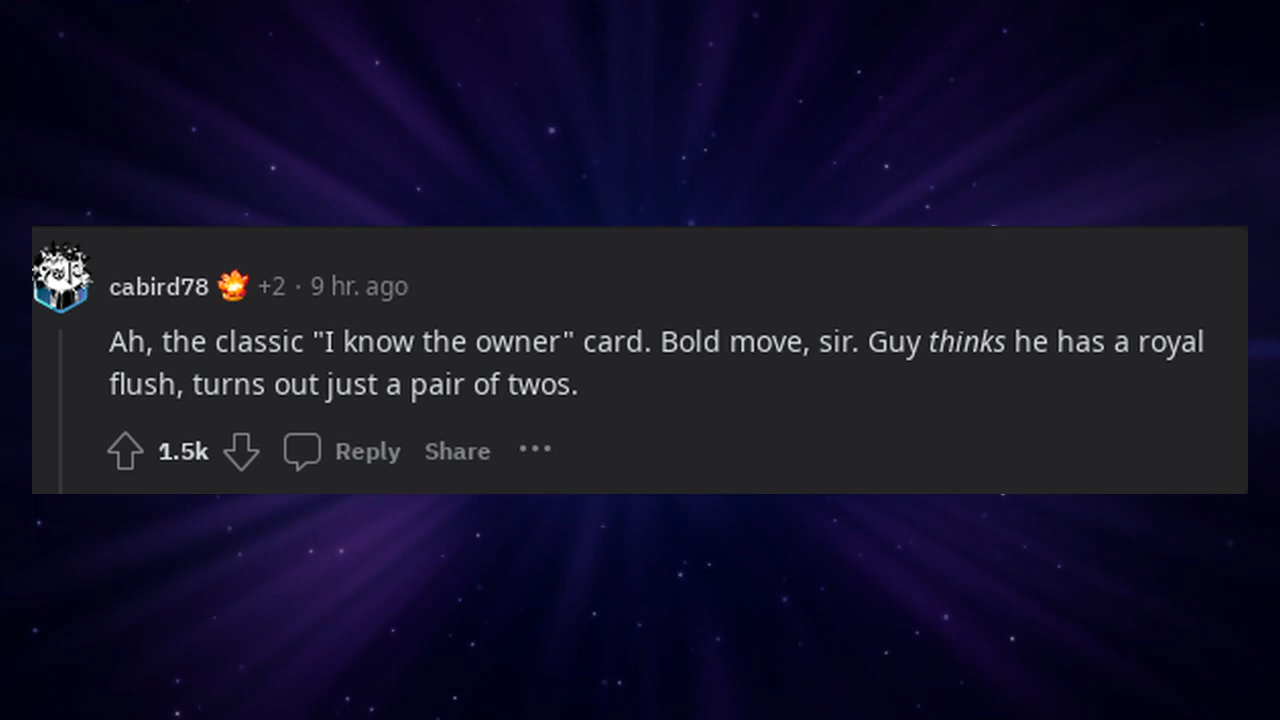 cabird78 +2 · 9 hr. ago
Ah, the classic "I know the owner" card. Bold move, sir. Guy thinks he has a royal
flush, turns out just a pair of twos.
1.5k Reply Share ···